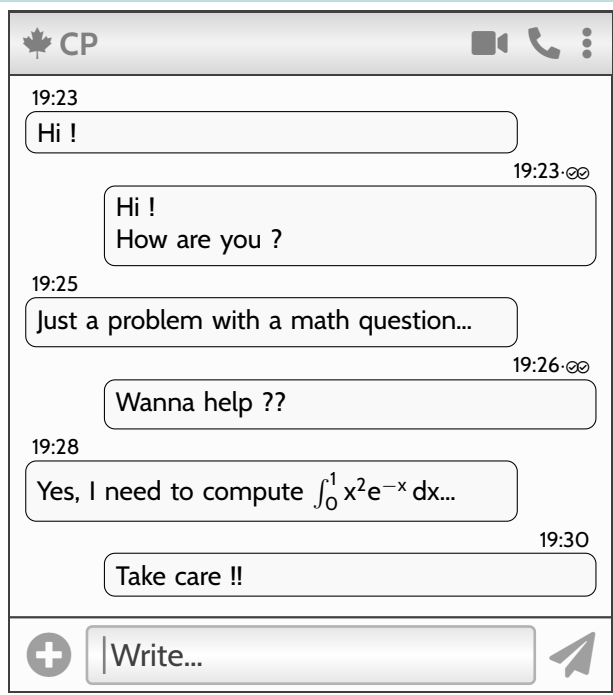 CP
19:23
Hi !
19:23·✓✓
Hi !
How are you ?
19:25
Just a problem with a math question...
19:26·✓✓
Wanna help ??
19:28
Yes, I need to compute ∫₀¹ x²e⁻ˣ dx...
19:30
Take care !!
Write...